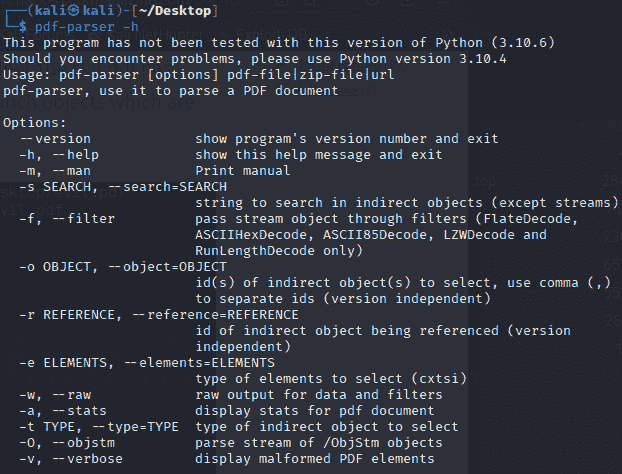 (kali㉿kali)-[~/Desktop]
$ pdf-parser -h
This program has not been tested with this version of Python (3.10.6)
Should you encounter problems, please use Python version 3.10.4
Usage: pdf-parser [options] pdf-file|zip-file|url
pdf-parser, use it to parse a PDF document
Options:
--version show program's version number and exit
-h, --help show this help message and exit
-m, --man Print manual
-s SEARCH, --search=SEARCH
string to search in indirect objects (except streams)
-f, --filter pass stream object through filters (FlateDecode,
ASCIIHexDecode, ASCII85Decode, LZWDecode and
RunLengthDecode only)
-o OBJECT, --object=OBJECT
id(s) of indirect object(s) to select, use comma (,)
to separate ids (version independent)
-r REFERENCE, --reference=REFERENCE
id of indirect object being referenced (version
independent)
-e ELEMENTS, --elements=ELEMENTS
type of elements to select (cxtsi)
-w, --raw raw output for data and filters
-a, --stats display stats for pdf document
-t TYPE, --type=TYPE type of indirect object to select
-O, --objstm parse stream of /ObjStm objects
-v, --verbose display malformed PDF elements